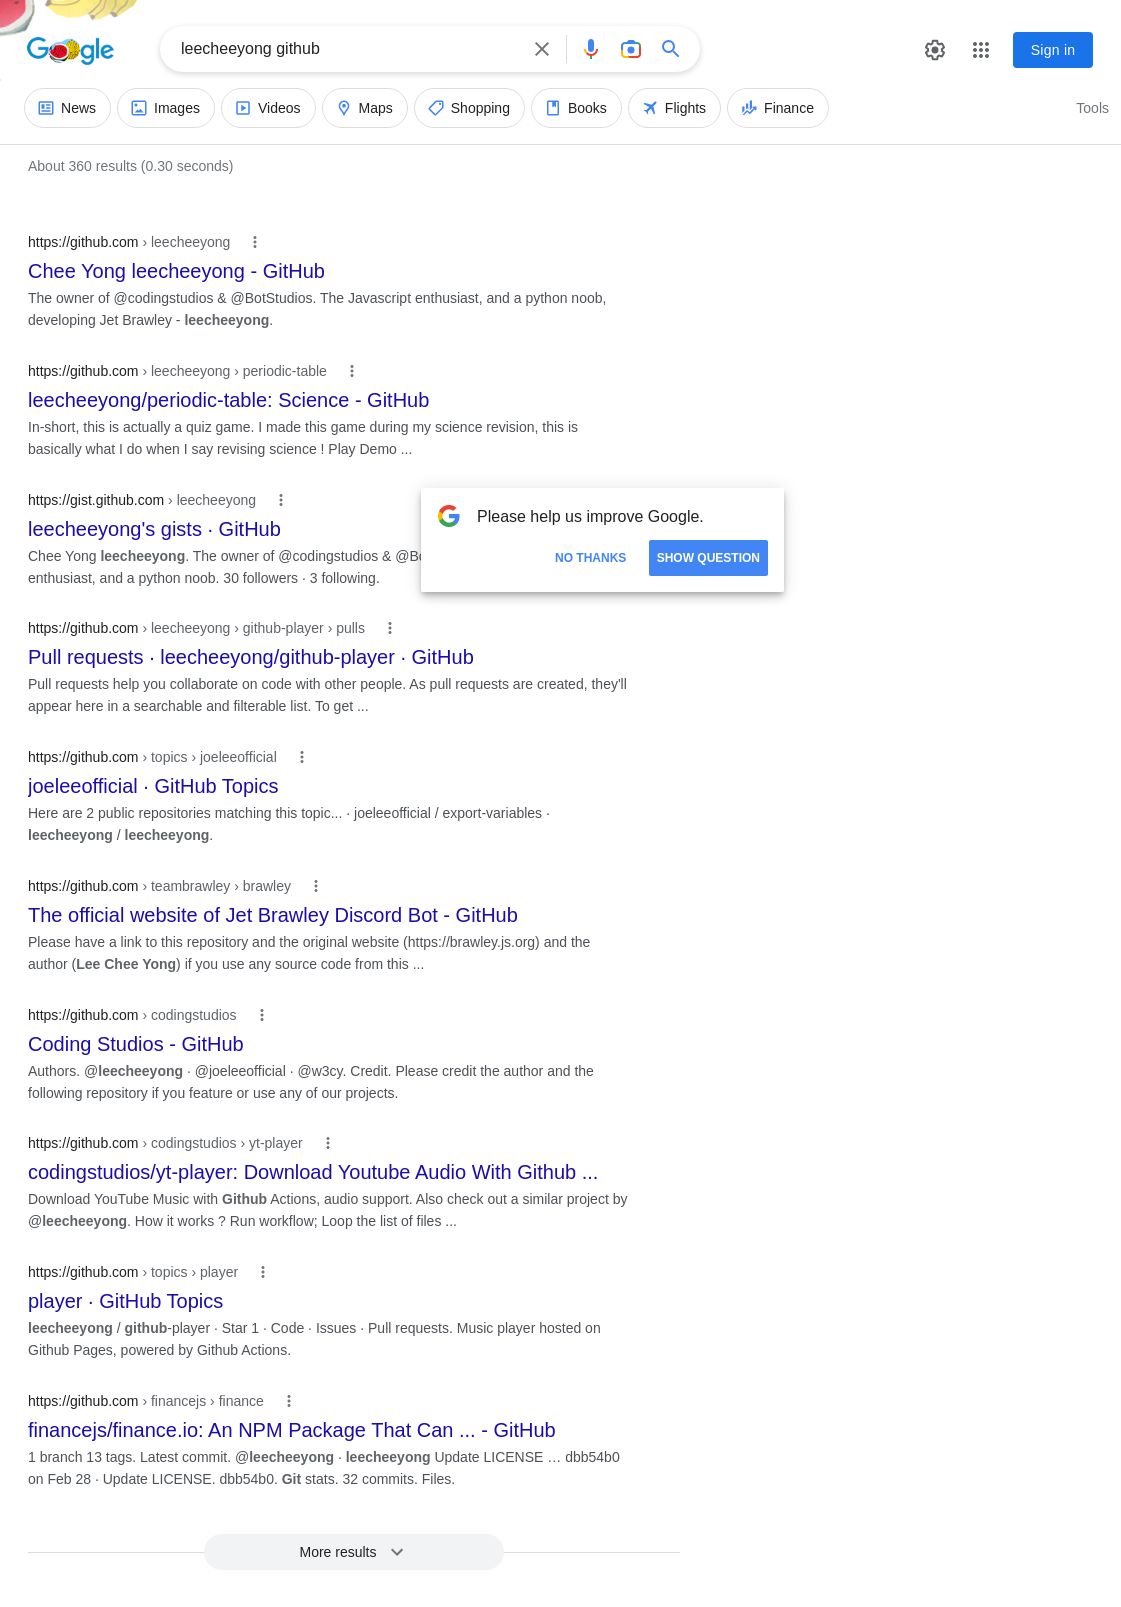 Google
leecheeyong github
Sign in
News
Images
Videos
Maps
Shopping
Books
Flights
Finance
Tools
About 360 results (0.30 seconds)
https://github.com › leecheeyong
Chee Yong leecheeyong - GitHub
The owner of @codingstudios & @BotStudios. The Javascript enthusiast, and a python noob,
developing Jet Brawley - leecheeyong.
https://github.com › leecheeyong › periodic-table
leecheeyong/periodic-table: Science - GitHub
In-short, this is actually a quiz game. I made this game during my science revision, this is
basically what I do when I say revising science ! Play Demo ...
https://gist.github.com › leecheeyong
leecheeyong's gists · GitHub
Chee Yong leecheeyong. The owner of @codingstudios &
enthusiast, and a python noob. 30 followers · 3 following.
Please help us improve Google.
NO THANKS
SHOW QUESTION
https://github.com › leecheeyong › github-player › pulls
Pull requests · leecheeyong/github-player · GitHub
Pull requests help you collaborate on code with other people. As pull requests are created, they'll
appear here in a searchable and filterable list. To get ...
https://github.com › topics › joeleeofficial
joeleeofficial · GitHub Topics
Here are 2 public repositories matching this topic... · joeleeofficial / export-variables ·
leecheeyong / leecheeyong.
https://github.com › teambrawley › brawley
The official website of Jet Brawley Discord Bot - GitHub
Please have a link to this repository and the original website (https://brawley.js.org) and the
author (Lee Chee Yong) if you use any source code from this ...
https://github.com › codingstudios
Coding Studios - GitHub
Authors. @leecheeyong · @joeleeofficial · @w3cy. Credit. Please credit the author and the
following repository if you feature or use any of our projects.
https://github.com › codingstudios › yt-player
codingstudios/yt-player: Download Youtube Audio With Github ...
Download YouTube Music with Github Actions, audio support. Also check out a similar project by
@leecheeyong. How it works ? Run workflow; Loop the list of files ...
https://github.com › topics › player
player · GitHub Topics
leecheeyong / github-player · Star 1 · Code · Issues · Pull requests. Music player hosted on
Github Pages, powered by Github Actions.
https://github.com › financejs › finance
financejs/finance.io: An NPM Package That Can ... - GitHub
1 branch 13 tags. Latest commit. @leecheeyong · leecheeyong Update LICENSE … dbb54b0
on Feb 28 · Update LICENSE. dbb54b0. Git stats. 32 commits. Files.
More results